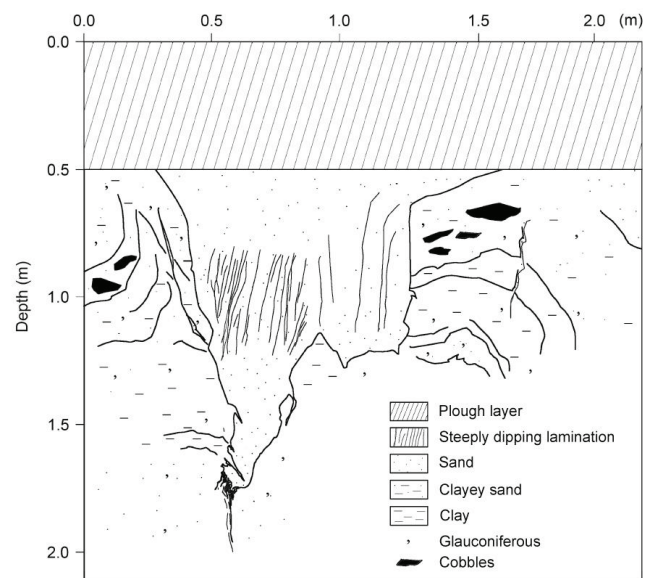 0.0 0.5 1.0 1.5 2.0 (m)
0.0
0.5
1.0
1.5
2.0
Depth (m)
Plough layer
Steeply dipping lamination
Sand
Clayey sand
Clay
Glauconiferous
Cobbles